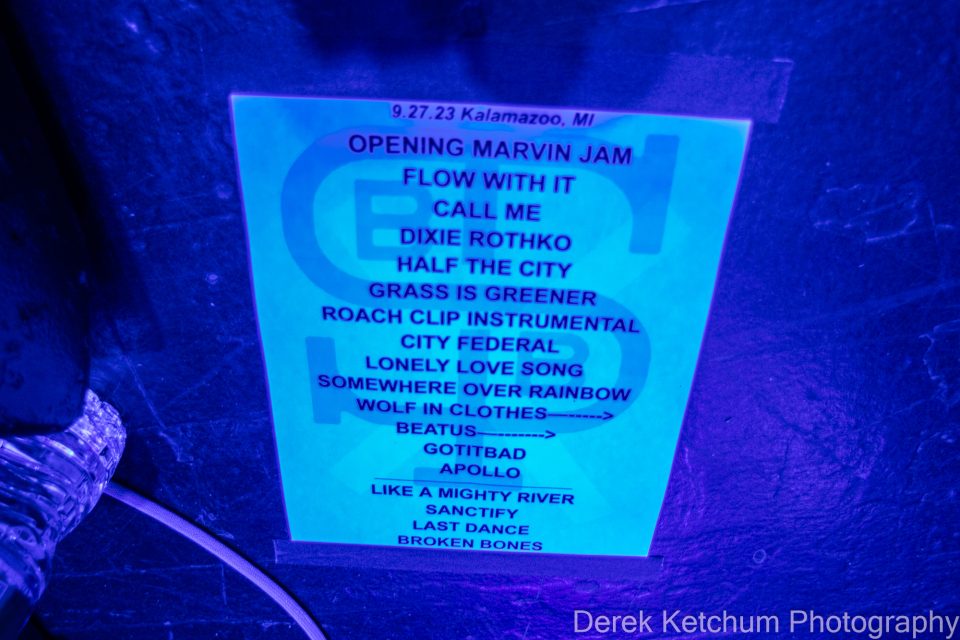 9.27.23 Kalamazoo, MI
OPENING MARVIN JAM
FLOW WITH IT
CALL ME
DIXIE ROTHKO
HALF THE CITY
GRASS IS GREENER
ROACH CLIP INSTRUMENTAL
CITY FEDERAL
LONELY LOVE SONG
SOMEWHERE OVER RAINBOW
WOLF IN CLOTHES--------->
BEATUS----------->
GOTITBAD
APOLLO
LIKE A MIGHTY RIVER
SANCTIFY
LAST DANCE
BROKEN BONES
Derek Ketchum Photography